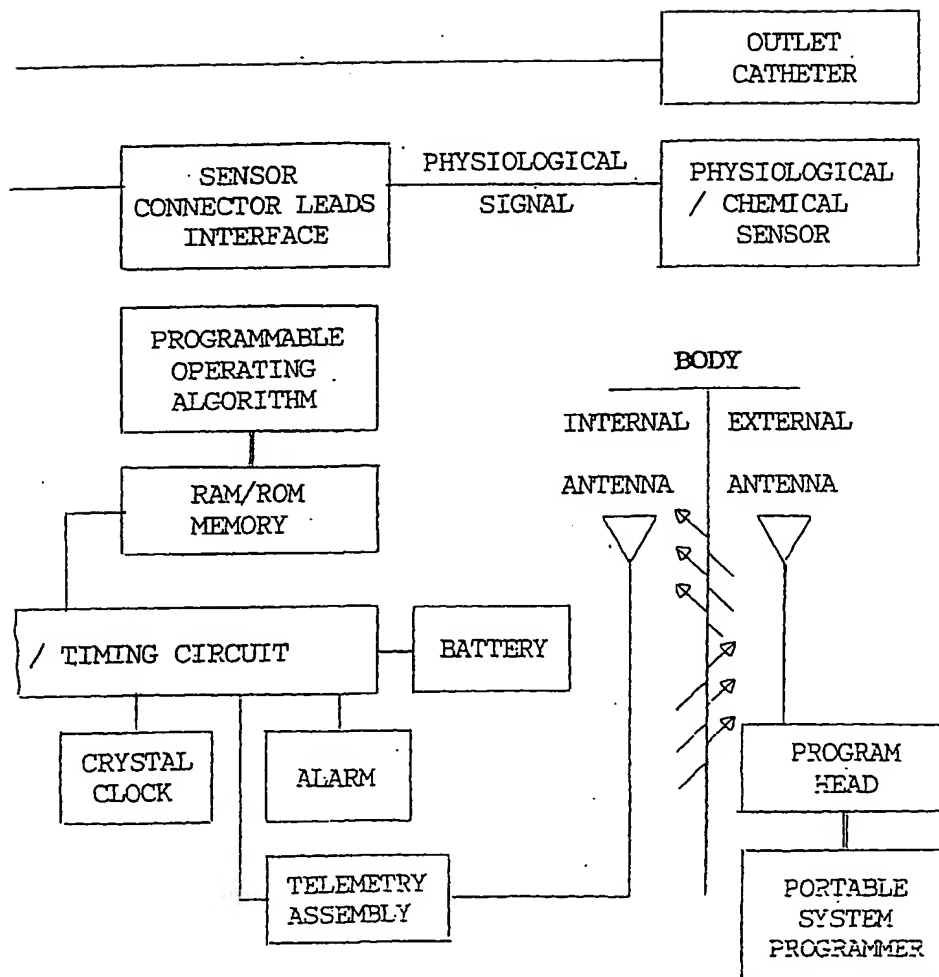 OUTLET
CATHETER
SENSOR
CONNECTOR LEADS
INTERFACE
PHYSIOLOGICAL
SIGNAL
PHYSIOLOGICAL
/ CHEMICAL
SENSOR
PROGRAMMABLE
OPERATING
ALGORITHM
RAM/ROM
MEMORY
BODY
INTERNAL
EXTERNAL
ANTENNA
ANTENNA
/ TIMING CIRCUIT
BATTERY
CRYSTAL
CLOCK
ALARM
TELEMETRY
ASSEMBLY
PROGRAM
HEAD
PORTABLE
SYSTEM
PROGRAMMER